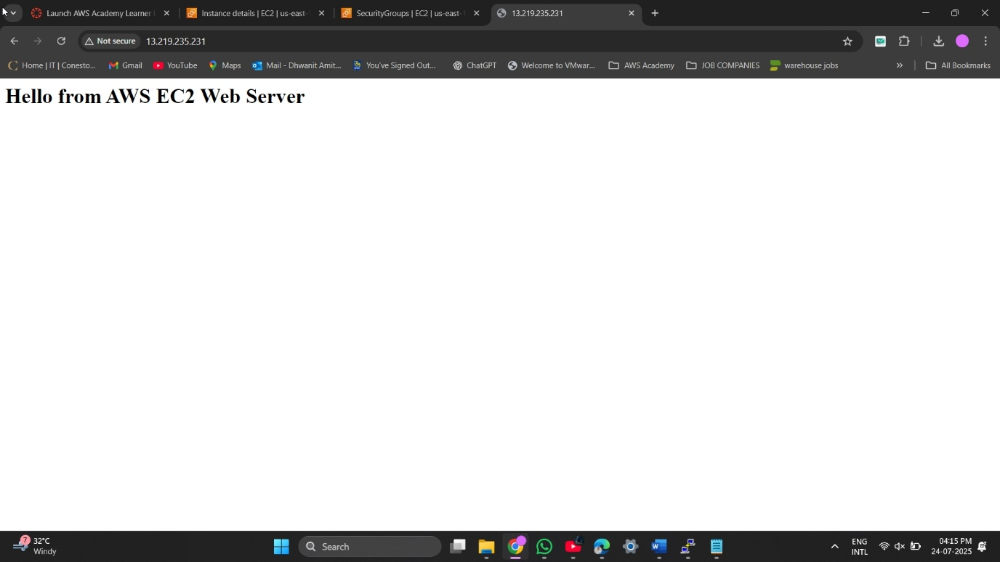 Launch AWS Academy Learner
Instance details | EC2 | us-east-
SecurityGroups | EC2 | us-east-1
13.219.235.231
Not secure
13.219.235.231
Home | IT | Conesto...
Gmail
YouTube
Maps
Mail - Dhwanit Amit...
You've Signed Out...
ChatGPT
Welcome to VMwar...
AWS Academy
JOB COMPANIES
warehouse jobs
»
All Bookmarks
Hello from AWS EC2 Web Server
7
32°C
Windy
Search
ENG
INTL
04:15 PM
24-07-2025